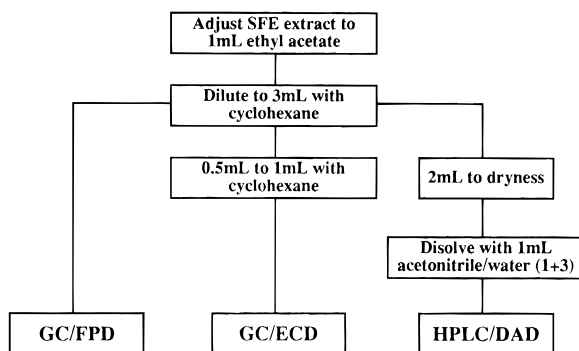 Adjust SFE extract to
1mL ethyl acetate
Dilute to 3mL with
cyclohexane
0.5mL to 1mL with
cyclohexane
2mL to dryness
Disolve with 1mL
acetonitrile/water (1+3)
GC/FPD
GC/ECD
HPLC/DAD